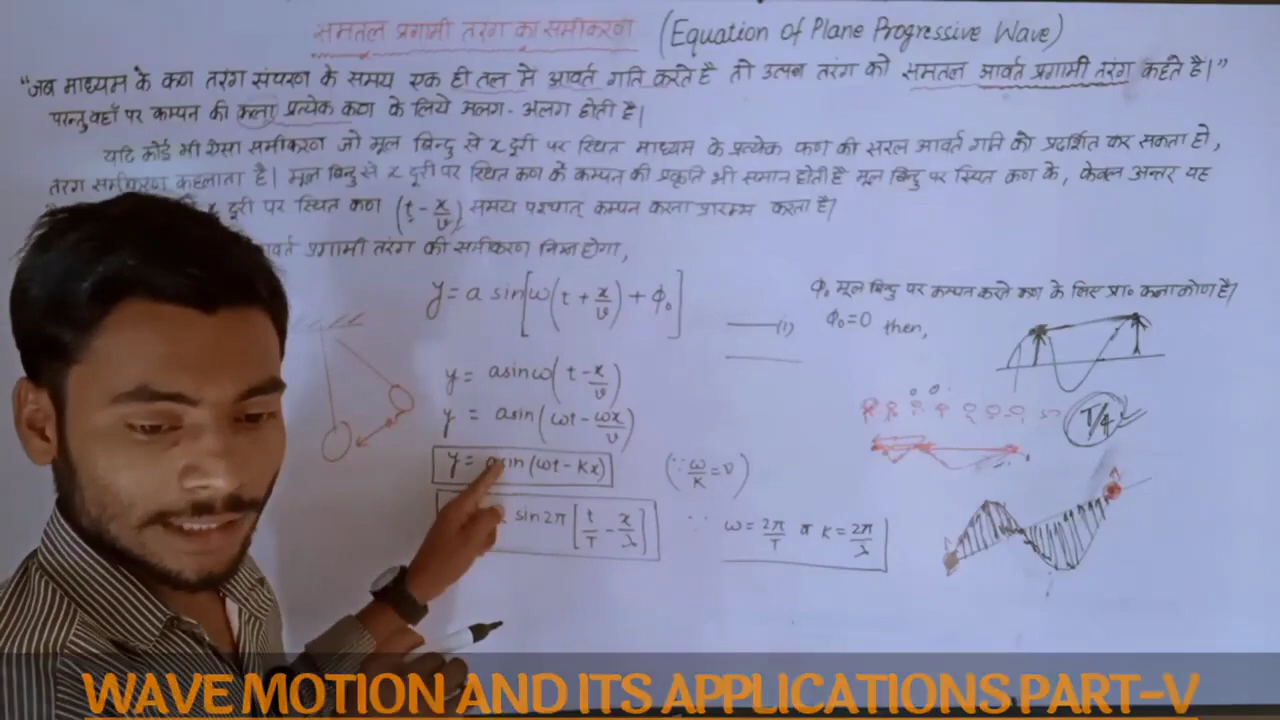 समतल प्रगामी तरंग का समीकरण (Equation of Plane Progressive Wave)
"जब माध्यम के कण तरंग संचरण के समय एक ही तल में आवर्त गति करते है तो उत्पन्न तरंग को समतल आवर्त प्रगामी तरंग कहते है।"
परन्तु वहाँ पर कम्पन की कला प्रत्येक कण के लिये अलग-अलग होती है।
यदि कोई भी ऐसा समीकरण जो मूल बिन्दु से x दूरी पर स्थित माध्यम के प्रत्येक कण की सरल आवर्त गति को प्रदर्शित कर सकता हो,
तरंग समीकरण कहलाता है। मूल बिन्दु से x दूरी पर स्थित कण के कम्पन की प्रकृति भी समान होती है मूल बिन्दु पर स्थित कण के, केवल अन्तर यह
x दूरी पर स्थित कण (t - x/v) समय पश्चात् कम्पन करना प्रारम्भ करता है।
प्रगामी तरंग की समीकरण निम्न होगा,
y = a sin[ω(t + x/v) + φ₀] ——(1)
φ₀ मूल बिन्दु पर कम्पन करते कण के लिए प्रा० कलाकोण है।
φ₀=0 then,
y = a sin ω(t - x/v)
y = a sin(ωt - ωx/v)
T/4
y = a sin(ωt - Kx) (∵ ω/K = v)
sin2π[t/T - x/λ] ∵ ω = 2π/T व K = 2π/λ
WAVE MOTION AND ITS APPLICATIONS PART-V